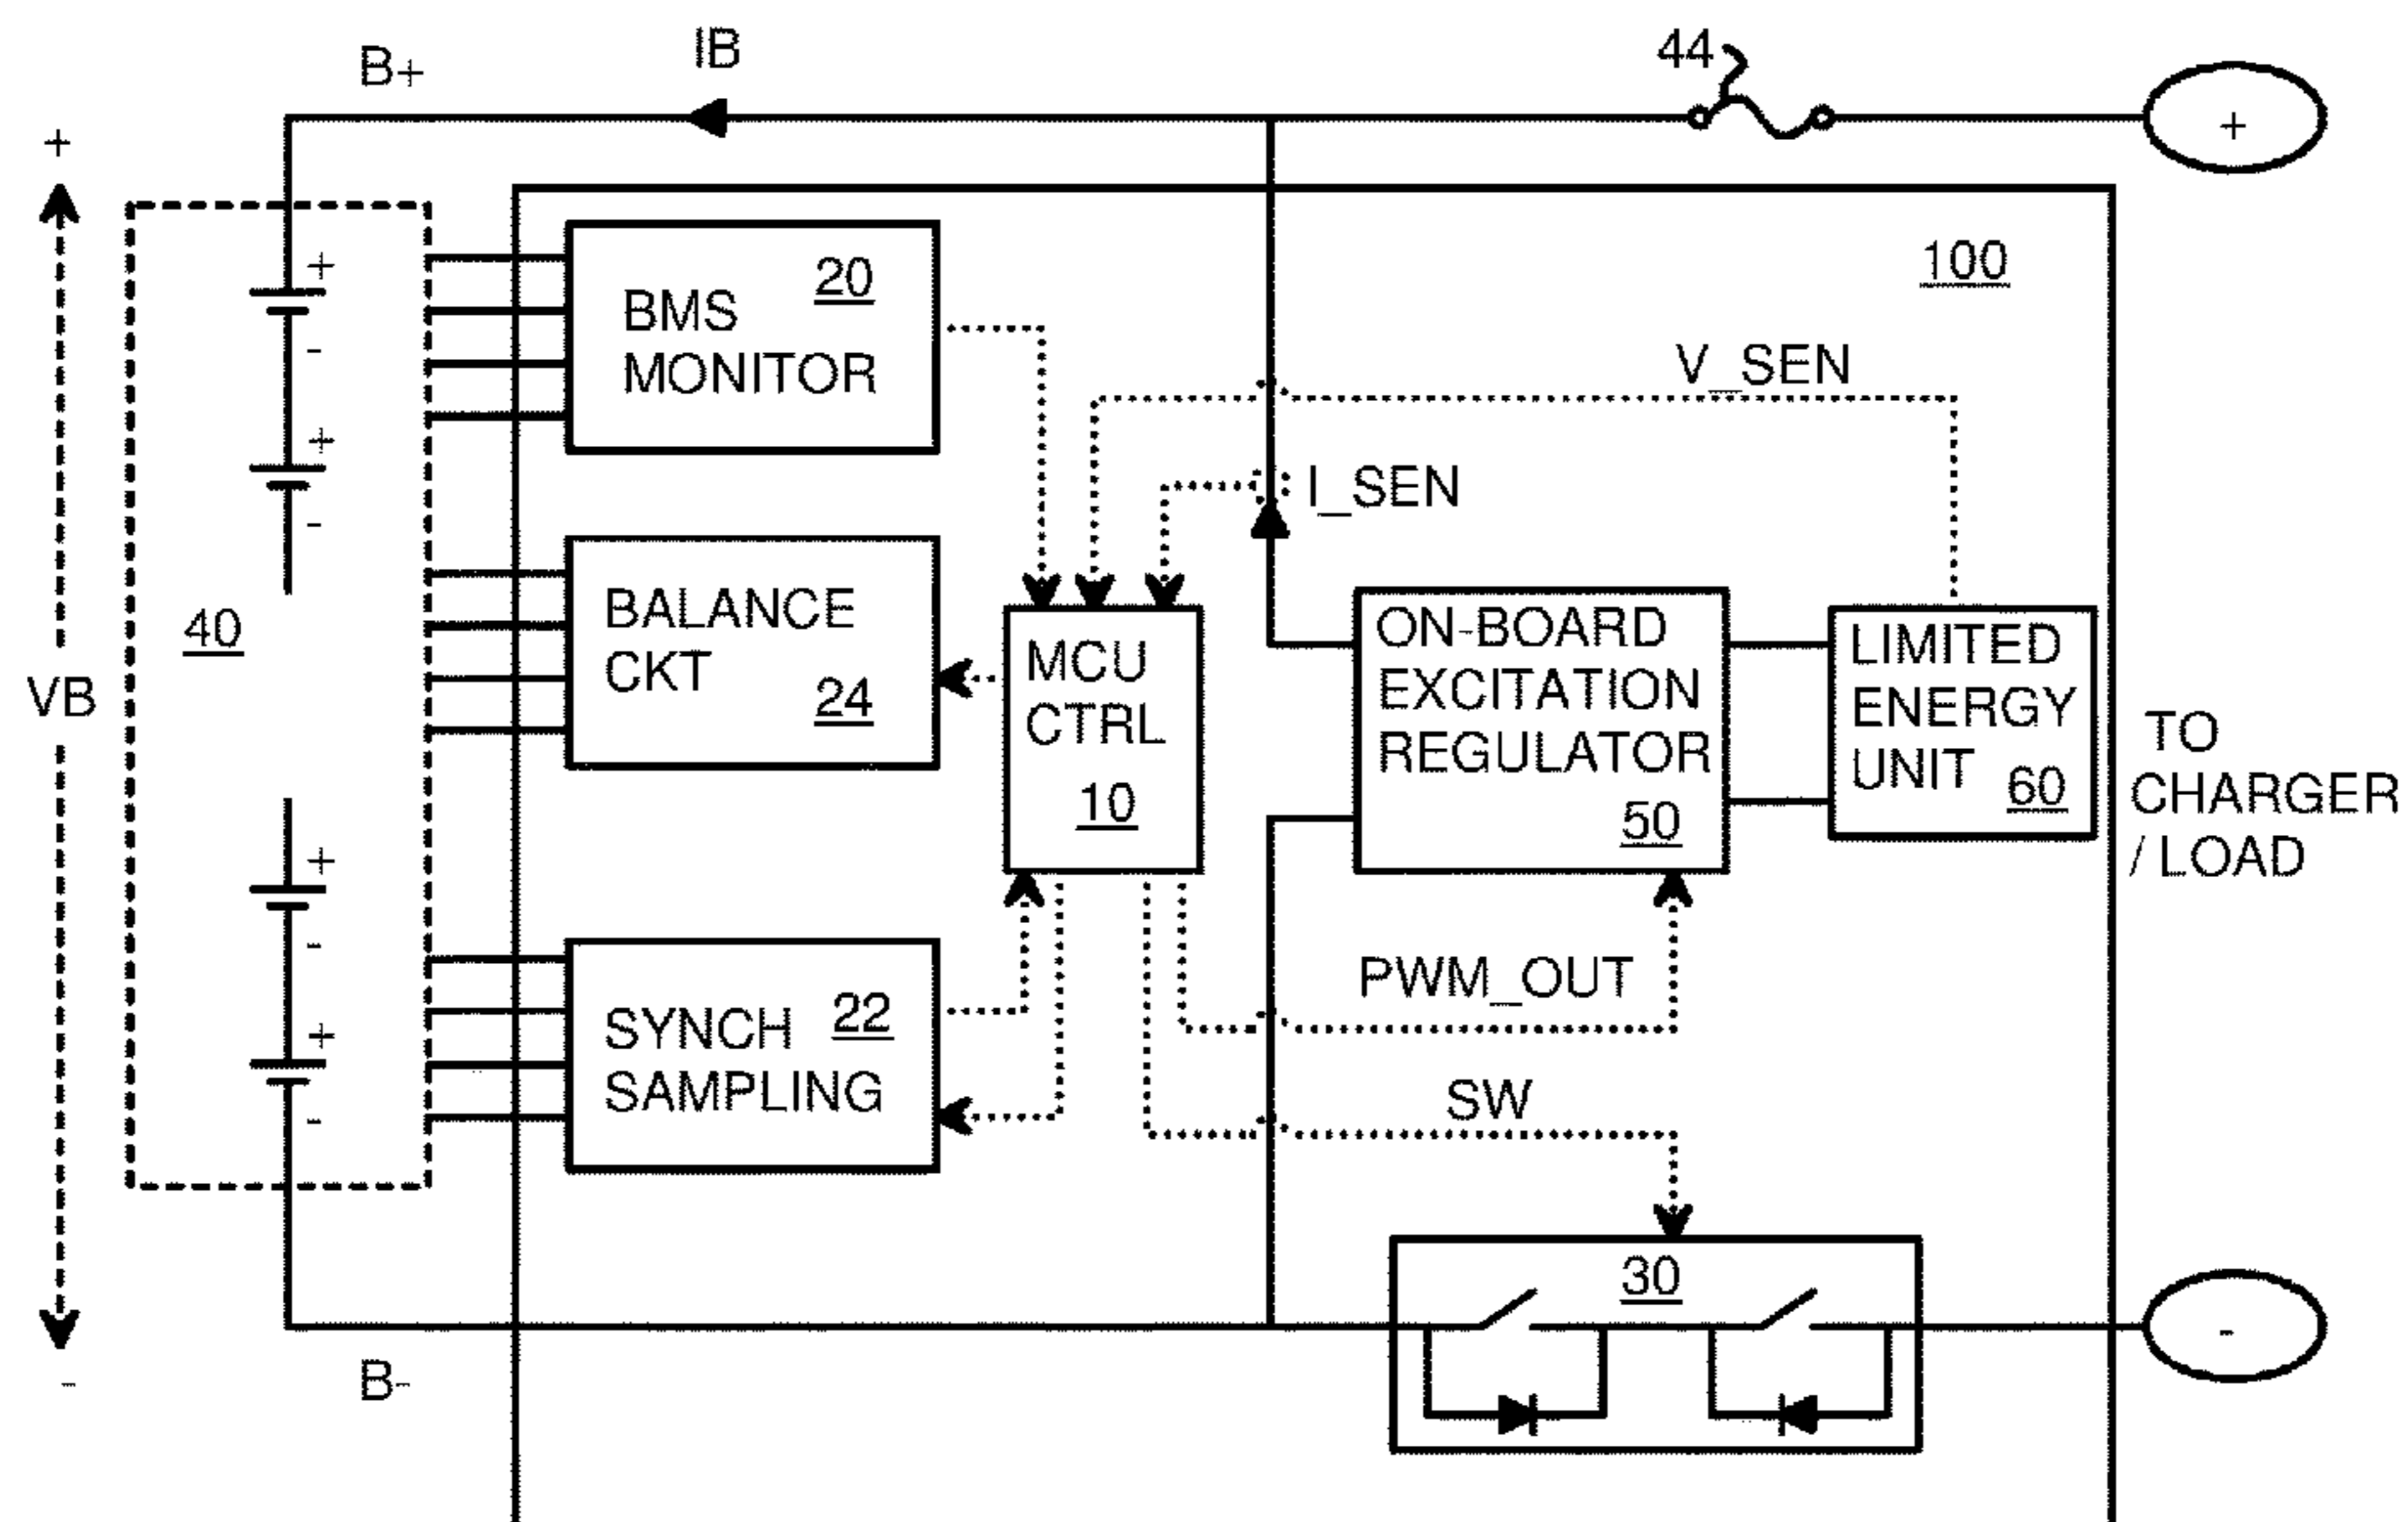 B+
IB
44
+
+
100
20
BMS
MONITOR
+
-
V_SEN
+
-
I_SEN
BALANCE
CKT
24
40
MCU
CTRL
10
ON-BOARD
EXCITATION
REGULATOR
50
LIMITED
ENERGY
UNIT
60
VB
TO
CHARGER
/ LOAD
+
-
PWM_OUT
SYNCH
SAMPLING
22
+
-
SW
30
-
B-
-